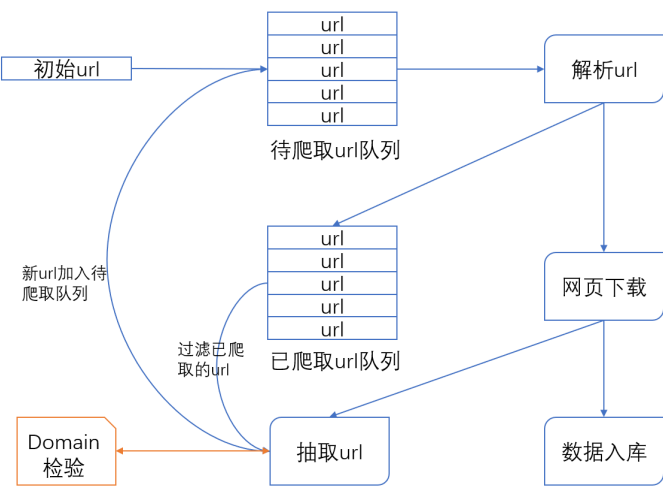 url
url
初始url
url
解析url
url
url
待爬取url队列
url
url
新url加入待
爬取队列
url
网页下载
url
url
过滤已爬
取的url
已爬取url队列
Domain
检验
抽取url
数据入库